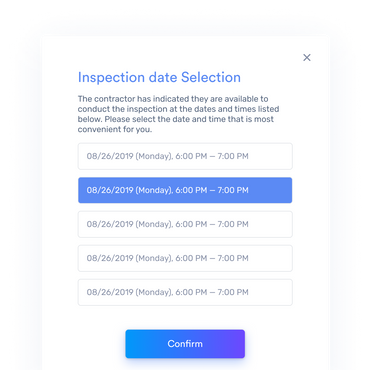 Inspection date Selection
The contractor has indicated they are available to
conduct the inspection at the dates and times listed
below. Please select the date and time that is most
convenient for you.
08/26/2019 (Monday), 6:00 PM – 7:00 PM
08/26/2019 (Monday), 6:00 PM – 7:00 PM
08/26/2019 (Monday), 6:00 PM – 7:00 PM
08/26/2019 (Monday), 6:00 PM – 7:00 PM
08/26/2019 (Monday), 6:00 PM – 7:00 PM
Confirm